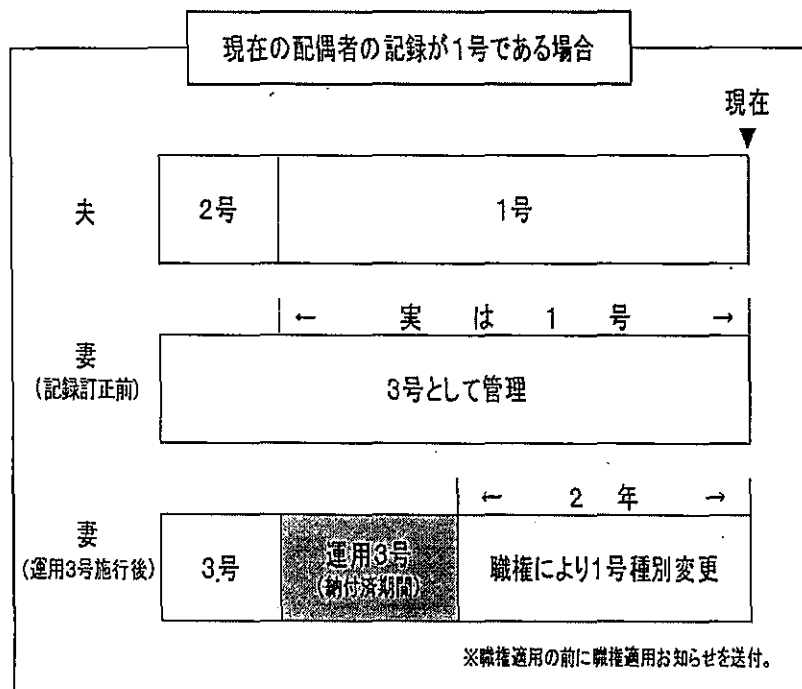 現在の配偶者の記録が1号である場合
現在
▼
夫
2号
1号
← 実は1号 →
妻
(記録訂正前)
3号として管理
← 2年 →
妻
(運用3号施行後)
3号
運用3号
(納付済期間)
職権により1号種別変更
※職権適用の前に職権適用お知らせを送付。